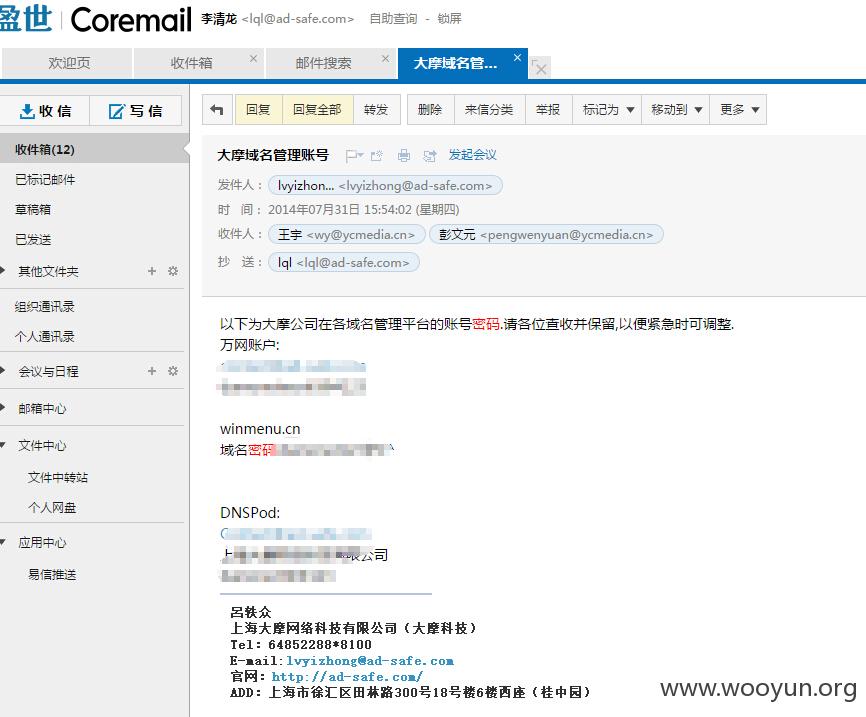 盈世 Coremail 李清龙 <lql@ad-safe.com> 自助查询 - 锁屏
欢迎页 收件箱 邮件搜索 大摩域名管...
收信 写信 回复 回复全部 转发 删除 来信分类 举报 标记为 移动到 更多
收件箱(12)
已标记邮件
草稿箱
已发送
其他文件夹
组织通讯录
个人通讯录
会议与日程
邮箱中心
文件中心
文件中转站
个人网盘
应用中心
易信推送
大摩域名管理账号 发起会议
发件人： lvyizhon... <lvyizhong@ad-safe.com>
时 间： 2014年07月31日 15:54:02 (星期四)
收件人： 王宇 <wy@ycmedia.cn> 彭文元 <pengwenyuan@ycmedia.cn>
抄 送： lql <lql@ad-safe.com>
以下为大摩公司在各域名管理平台的账号密码.请各位查收并保留,以便紧急时可调整.
万网账户:
winmenu.cn
域名密码
DNSPod:
公司
吕轶众
上海大摩网络科技有限公司（大摩科技）
Tel: 64852288*8100
E-mail:lvyizhong@ad-safe.com
官网: http://ad-safe.com/
ADD: 上海市徐汇区田林路300号18号楼6楼西座（桂中园）
www.wooyun.org